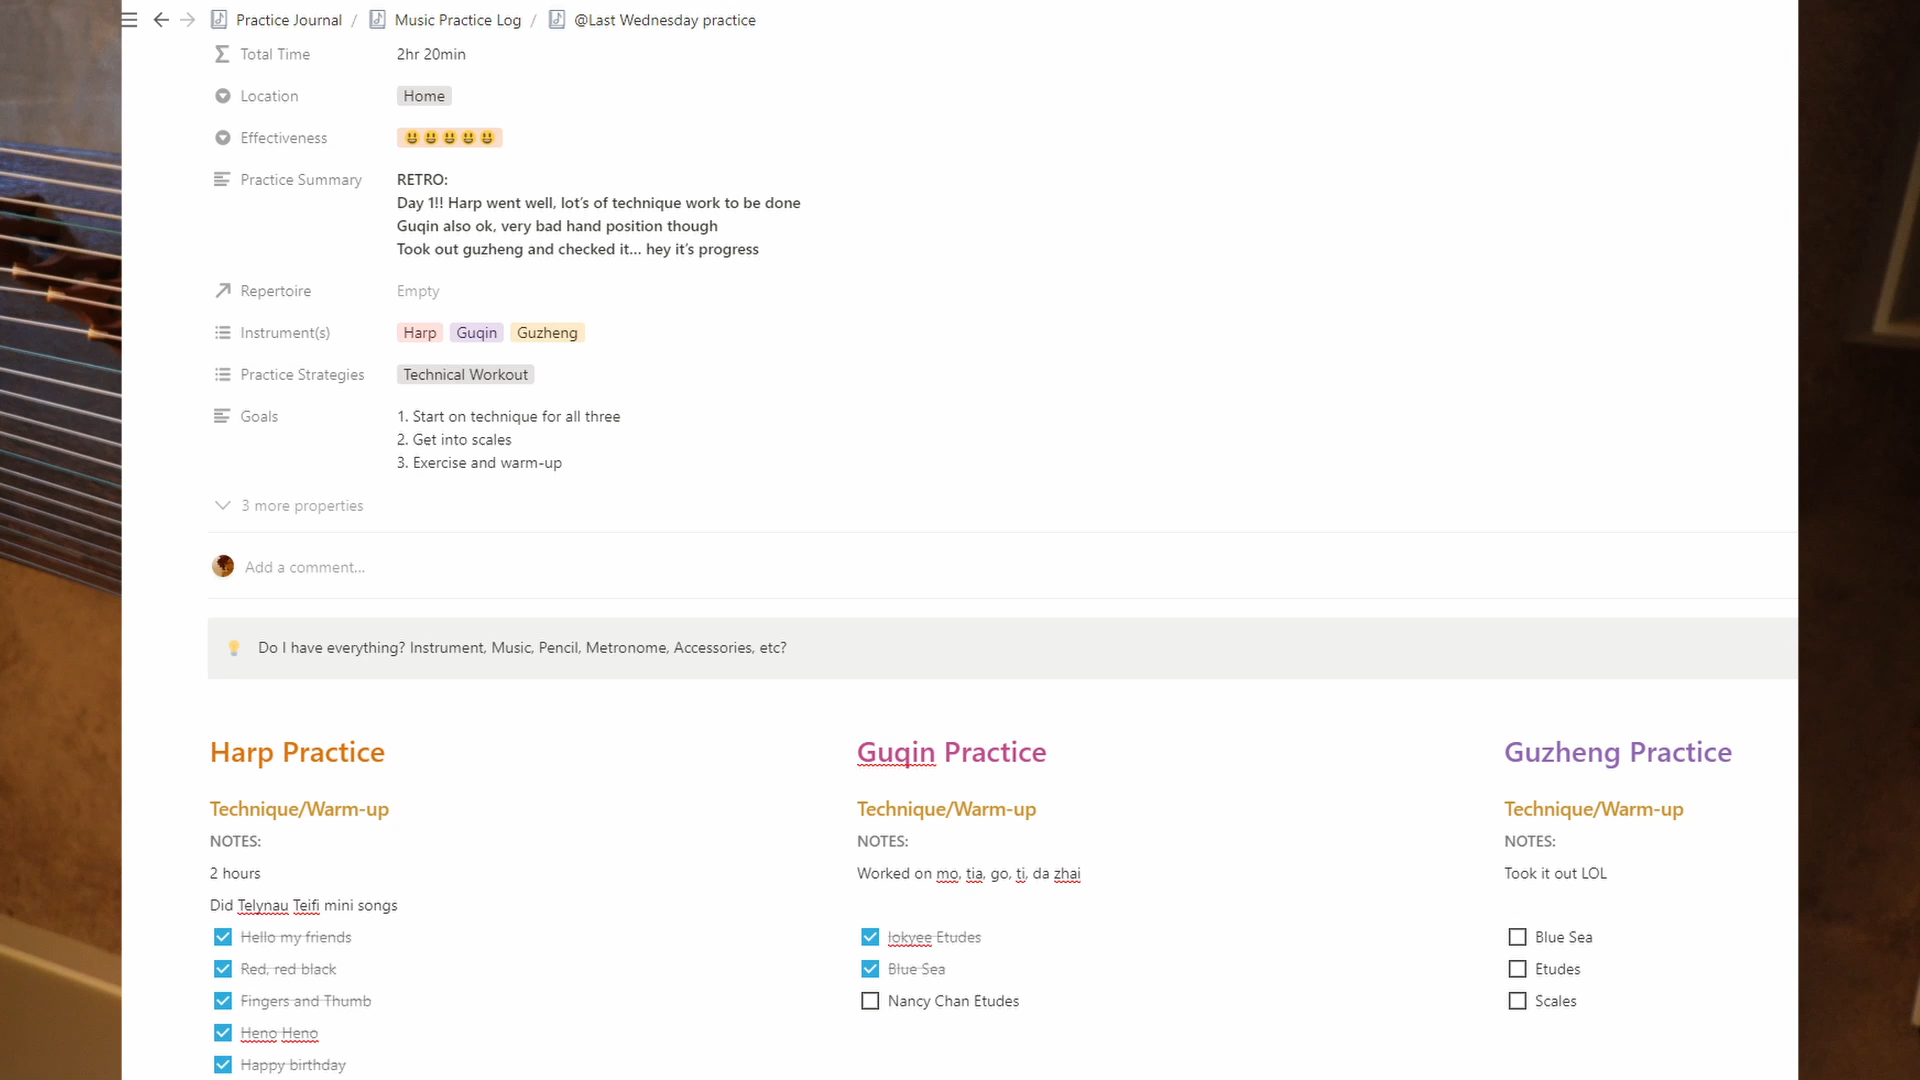 Practice Journal / Music Practice Log / @Last Wednesday practice
Total Time 2hr 20min
Location Home
Effectiveness
Practice Summary RETRO:
Day 1!! Harp went well, lot's of technique work to be done
Guqin also ok, very bad hand position though
Took out guzheng and checked it... hey it's progress
Repertoire Empty
Instrument(s) Harp Guqin Guzheng
Practice Strategies Technical Workout
Goals 1. Start on technique for all three
2. Get into scales
3. Exercise and warm-up
3 more properties
Add a comment...
Do I have everything? Instrument, Music, Pencil, Metronome, Accessories, etc?
Harp Practice
Technique/Warm-up
NOTES:
2 hours
Did Telynau Teifi mini songs
Hello my friends
Red, red black
Fingers and Thumb
Heno Heno
Happy birthday
Guqin Practice
Technique/Warm-up
NOTES:
Worked on mo, tia, go, ti, da zhai
Iokyee Etudes
Blue Sea
Nancy Chan Etudes
Guzheng Practice
Technique/Warm-up
NOTES:
Took it out LOL
Blue Sea
Etudes
Scales